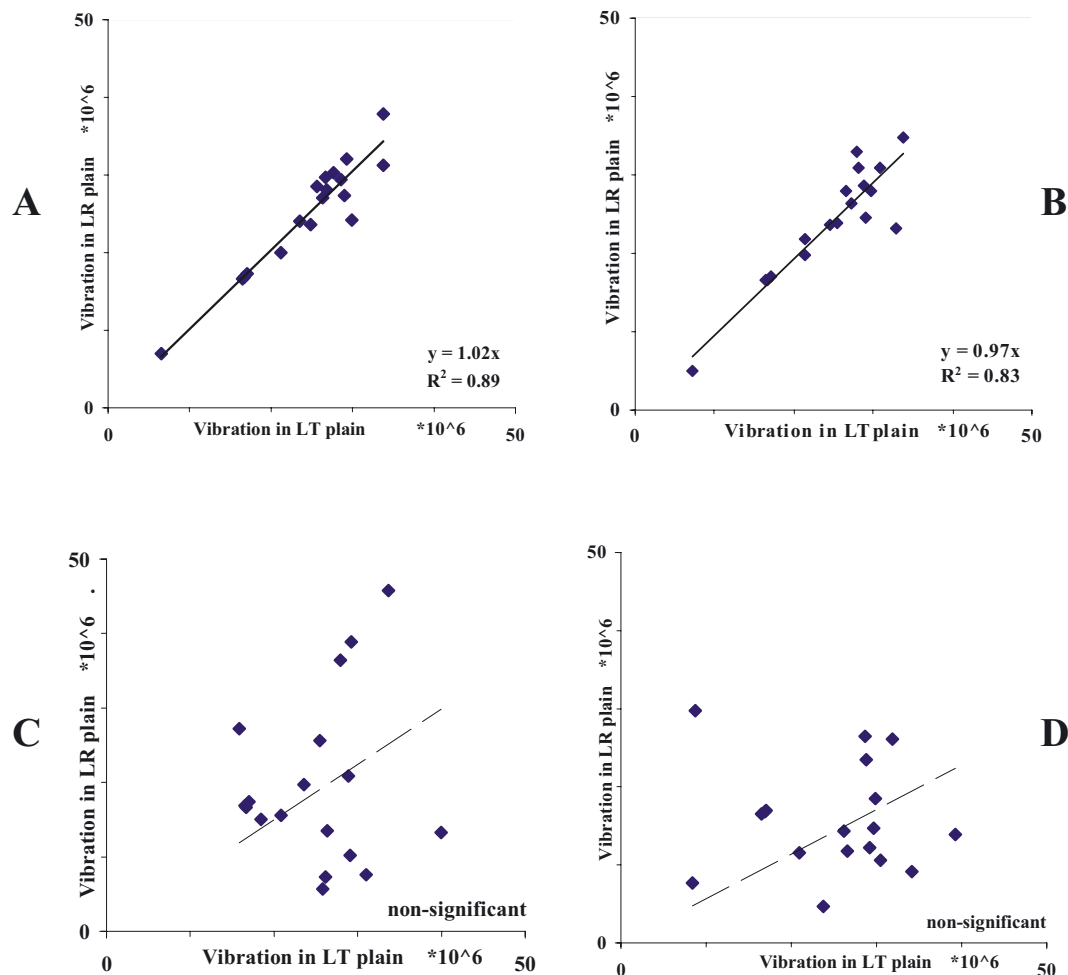 50
50
A
Vibration in LR plain *10^6
y = 1.02x
R² = 0.89
0
0
Vibration in LT plain *10^6
50
B
Vibration in LR plain *10^6
y = 0.97x
R² = 0.83
0
0
Vibration in LT plain *10^6
50
50
C
Vibration in LR plain *10^6
non-significant
0
0
Vibration in LT plain *10^6
50
50
D
Vibration in LR plain *10^6
non-significant
0
0
Vibration in LT plain *10^6
50